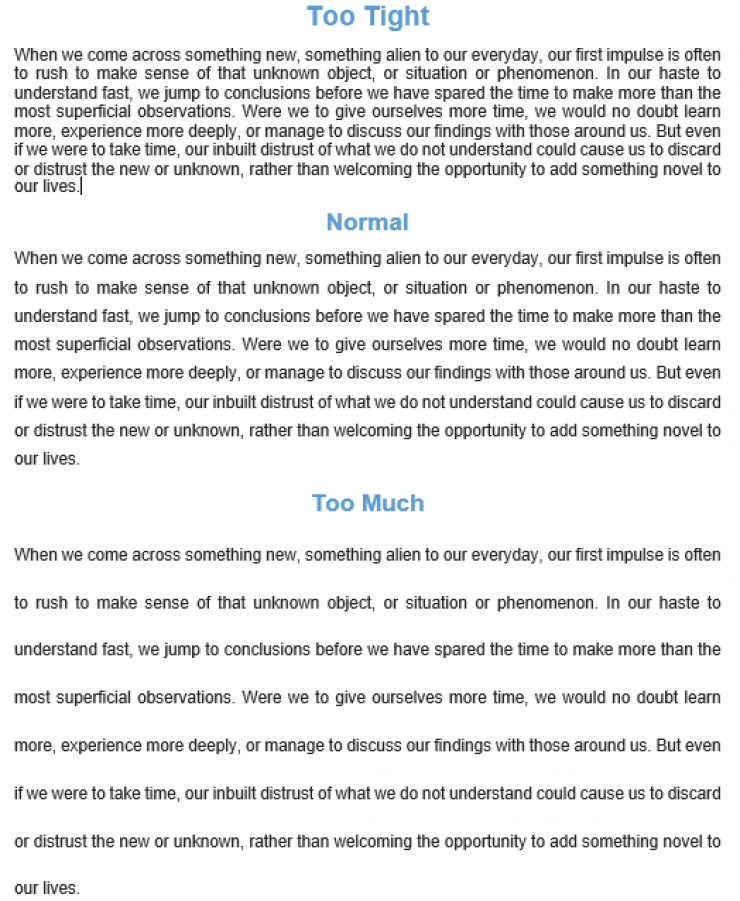 Too Tight
When we come across something new, something alien to our everyday, our first impulse is often
to rush to make sense of that unknown object, or situation or phenomenon. In our haste to
understand fast, we jump to conclusions before we have spared the time to make more than the
most superficial observations. Were we to give ourselves more time, we would no doubt learn
more, experience more deeply, or manage to discuss our findings with those around us. But even
if we were to take time, our inbuilt distrust of what we do not understand could cause us to discard
or distrust the new or unknown, rather than welcoming the opportunity to add something novel to
our lives.
Normal
When we come across something new, something alien to our everyday, our first impulse is often
to rush to make sense of that unknown object, or situation or phenomenon. In our haste to
understand fast, we jump to conclusions before we have spared the time to make more than the
most superficial observations. Were we to give ourselves more time, we would no doubt learn
more, experience more deeply, or manage to discuss our findings with those around us. But even
if we were to take time, our inbuilt distrust of what we do not understand could cause us to discard
or distrust the new or unknown, rather than welcoming the opportunity to add something novel to
our lives.
Too Much
When we come across something new, something alien to our everyday, our first impulse is often
to rush to make sense of that unknown object, or situation or phenomenon. In our haste to
understand fast, we jump to conclusions before we have spared the time to make more than the
most superficial observations. Were we to give ourselves more time, we would no doubt learn
more, experience more deeply, or manage to discuss our findings with those around us. But even
if we were to take time, our inbuilt distrust of what we do not understand could cause us to discard
or distrust the new or unknown, rather than welcoming the opportunity to add something novel to
our lives.